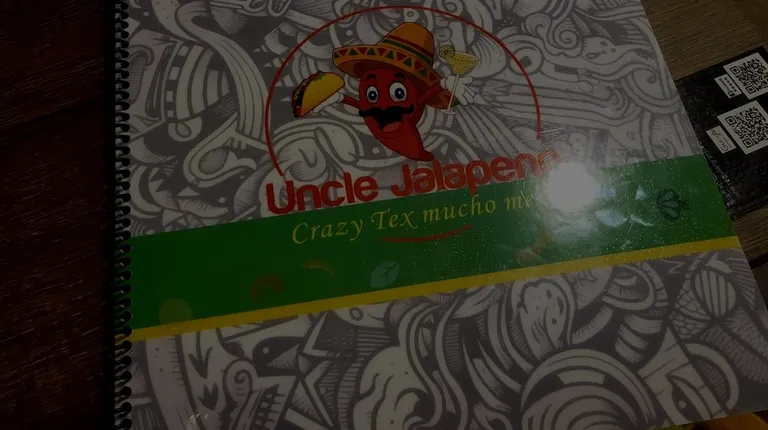 Uncle Jalapeno
Crazy Tex mucho